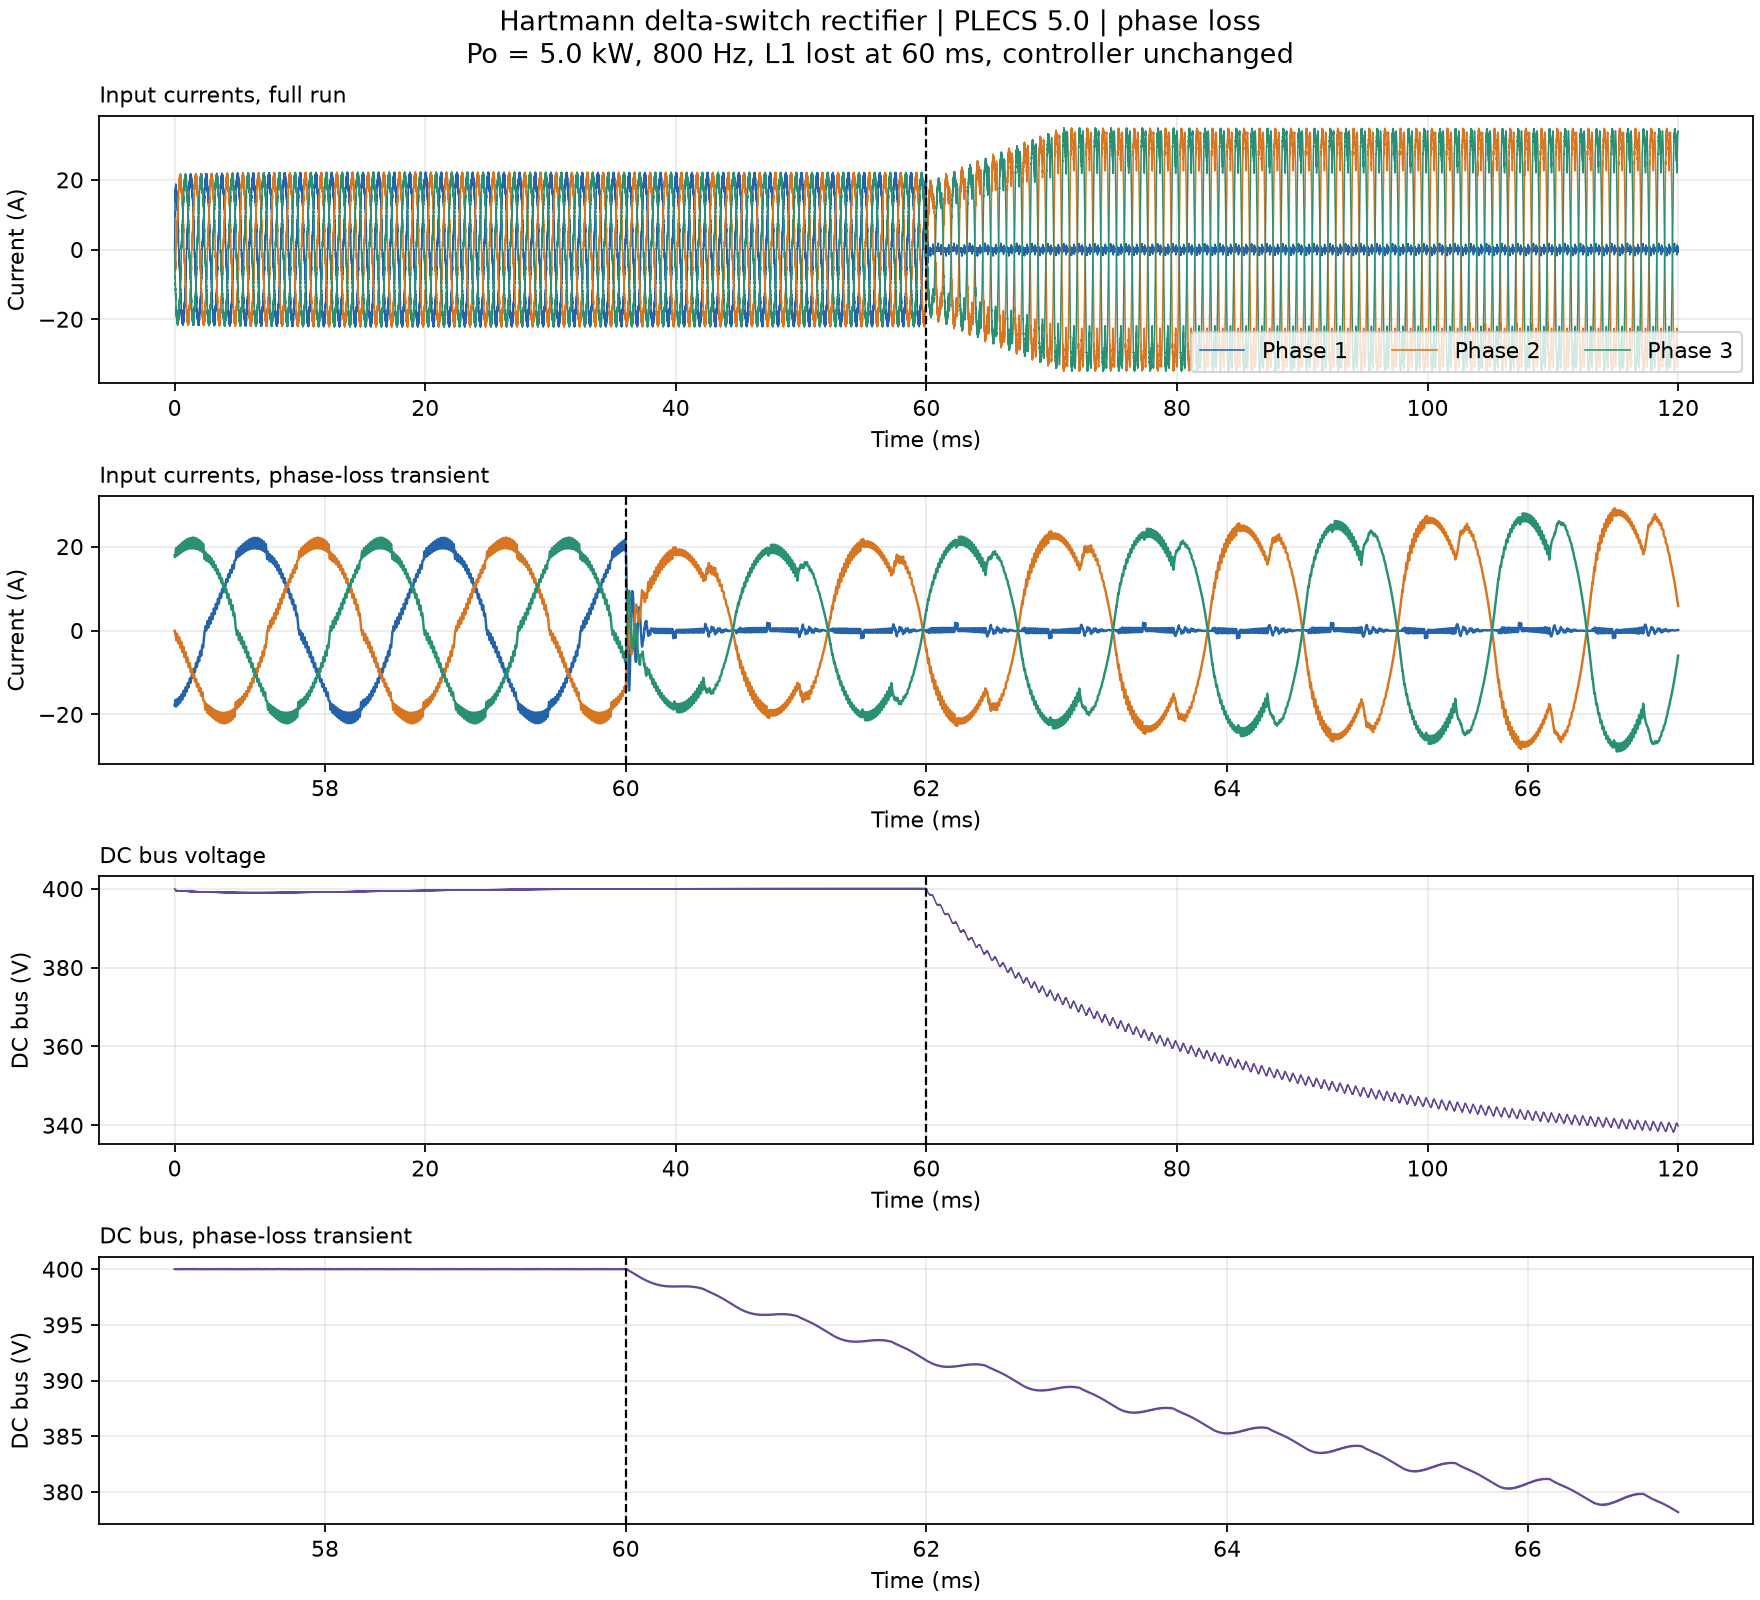 Hartmann delta-switch rectifier | PLECS 5.0 | phase loss
Po = 5.0 kW, 800 Hz, L1 lost at 60 ms, controller unchanged
Input currents, full run
Current (A)
20
0
−20
Phase 1
Phase 2
Phase 3
0 20 40 60 80 100 120
Time (ms)
Input currents, phase-loss transient
Current (A)
20
0
−20
58 60 62 64 66
Time (ms)
DC bus voltage
DC bus (V)
400
380
360
340
0 20 40 60 80 100 120
Time (ms)
DC bus, phase-loss transient
DC bus (V)
400
395
390
385
380
58 60 62 64 66
Time (ms)